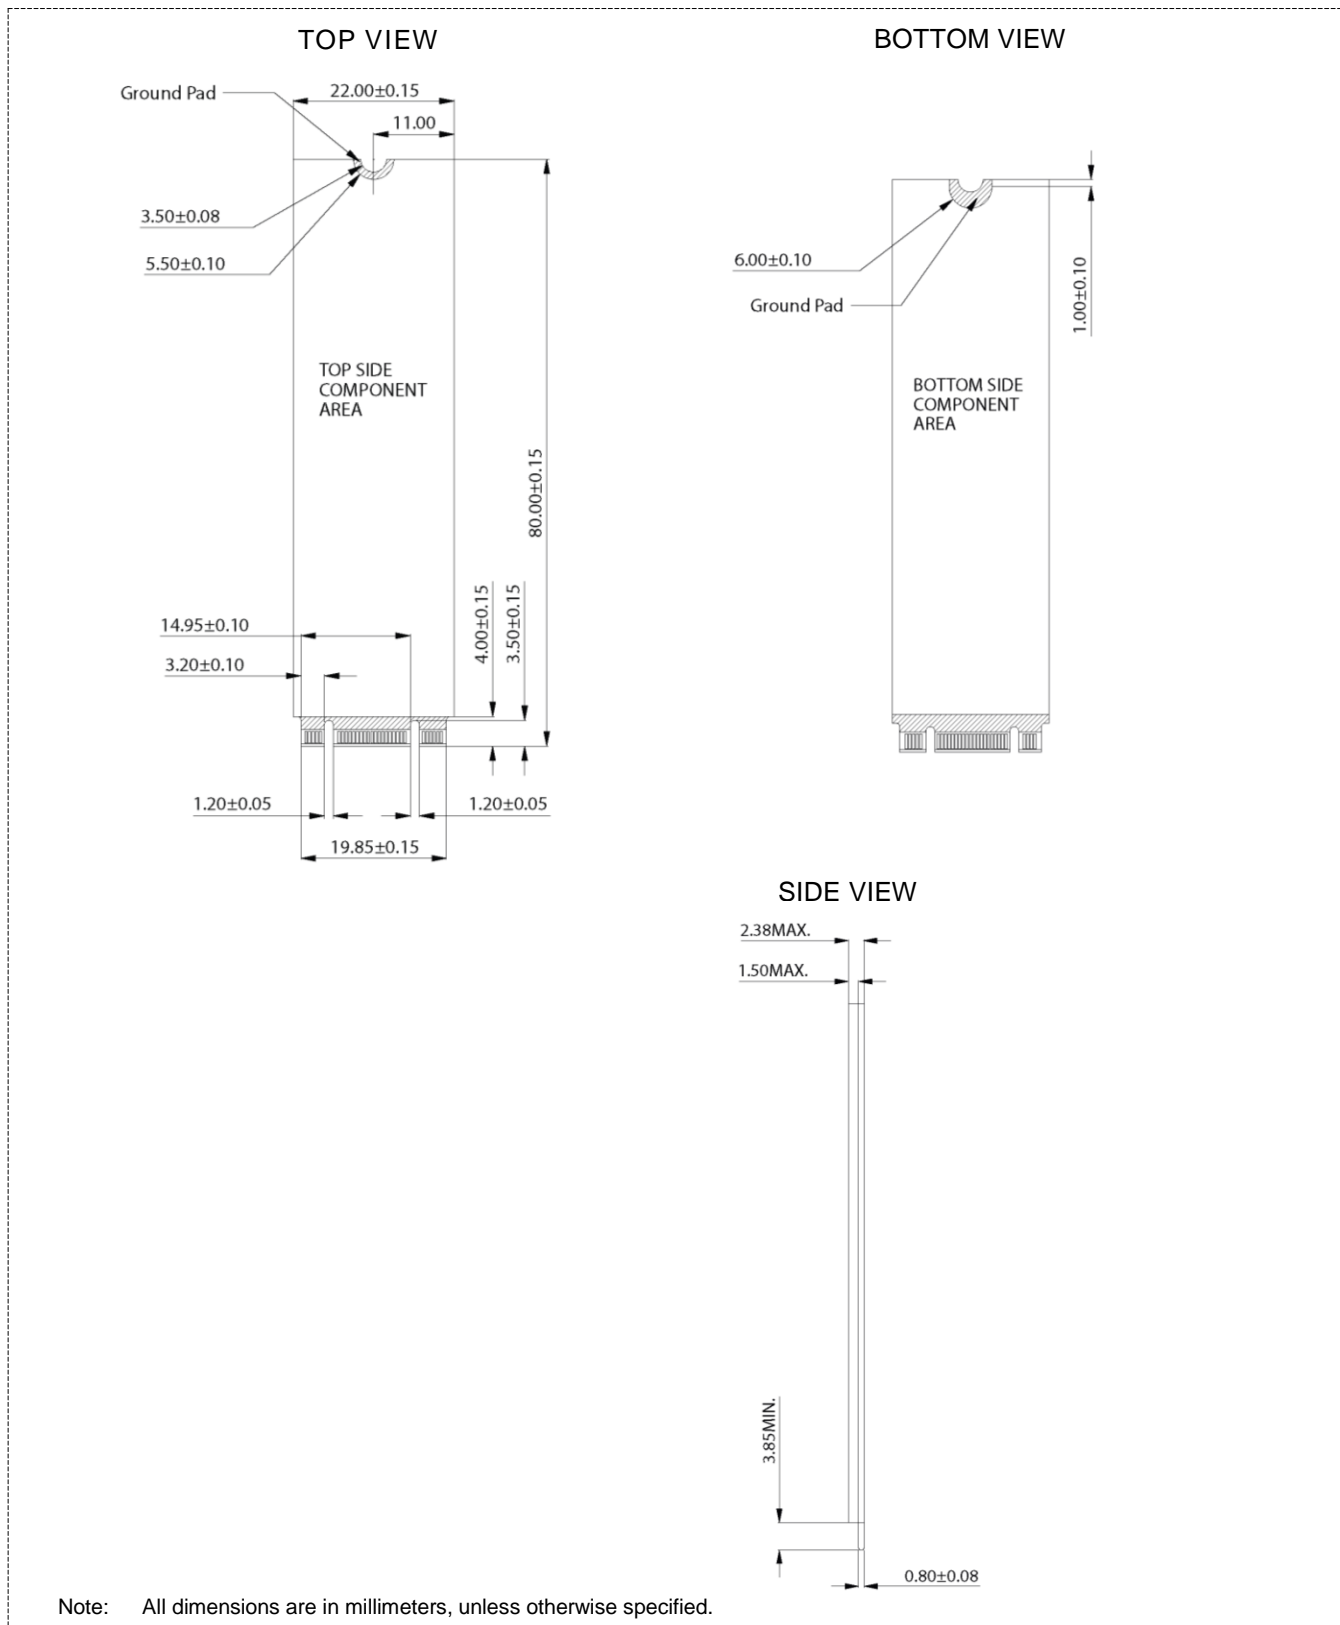 TOP VIEW
BOTTOM VIEW
Ground Pad
22.00±0.15
11.00
3.50±0.08
5.50±0.10
TOP SIDE
COMPONENT
AREA
80.00±0.15
4.00±0.15
3.50±0.15
14.95±0.10
3.20±0.10
1.20±0.05
1.20±0.05
19.85±0.15
6.00±0.10
Ground Pad
1.00±0.10
BOTTOM SIDE
COMPONENT
AREA
SIDE VIEW
2.38MAX.
1.50MAX.
3.85MIN.
0.80±0.08
Note: All dimensions are in millimeters, unless otherwise specified.